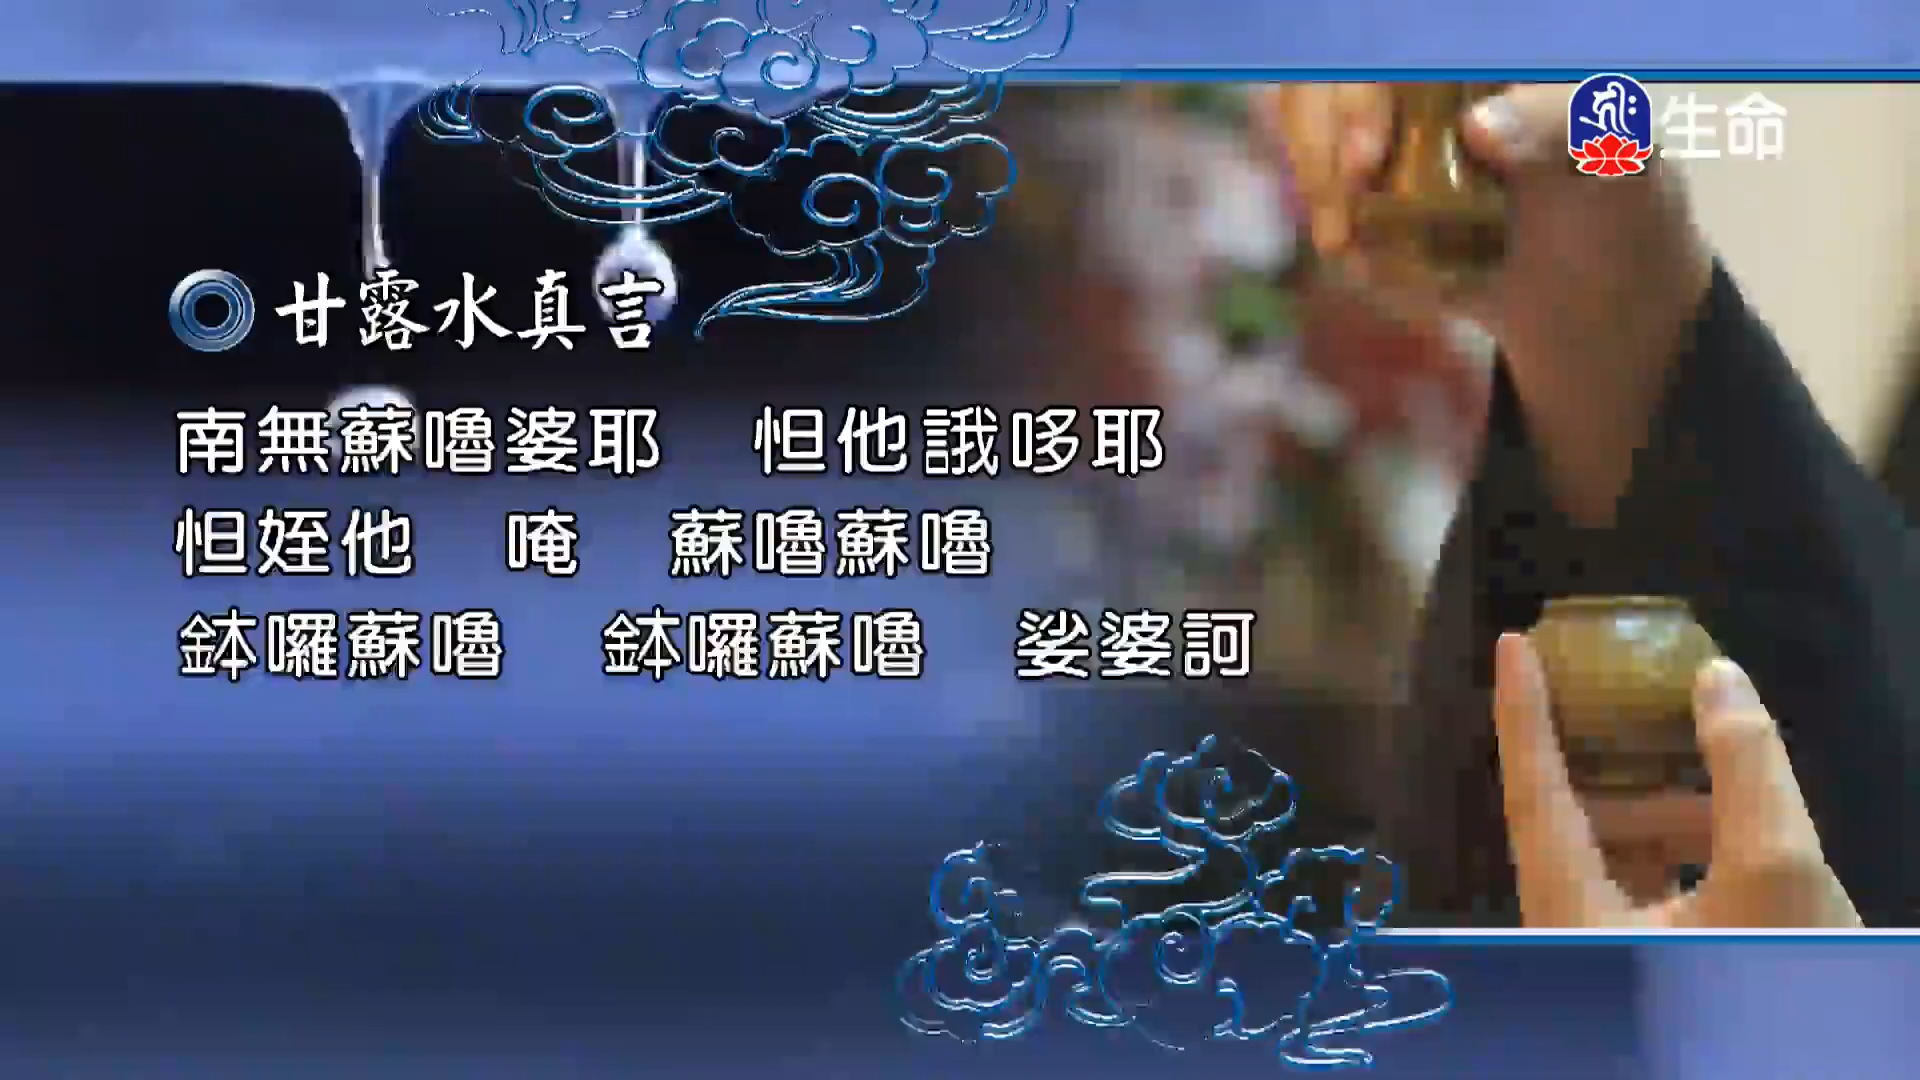 生命
甘露水真言
南無蘇嚕婆耶　怛他誐哆耶
怛姪他　唵　蘇嚕蘇嚕
鉢囉蘇嚕　鉢囉蘇嚕　娑婆訶